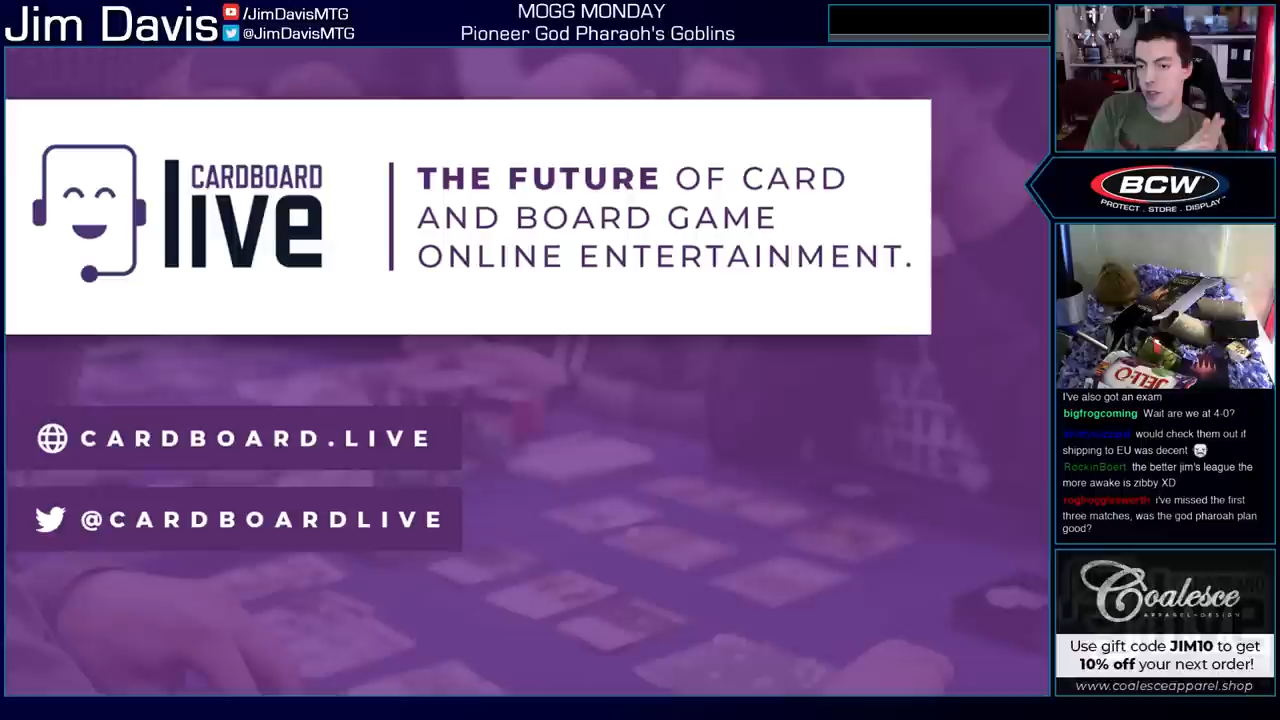 Jim Davis
/JimDavisMTG
@JimDavisMTG
MOGG MONDAY
Pioneer God Pharaoh's Goblins
CARDBOARD
live
THE FUTURE OF CARD
AND BOARD GAME
ONLINE ENTERTAINMENT.
CARDBOARD.LIVE
@CARDBOARDLIVE
BCW
PROTECT . STORE . DISPLAY
JELL-O
I've also got an exam
bigfrogcoming Wait are we at 4-0?
would check them out if
shipping to EU was decent
RockinBoert the better jim's league the
more awake is zibby XD
i've missed the first
three matches, was the god pharoah plan
good?
Coalesce
APPAREL+DESIGN
Use gift code JIM10 to get
10% off your next order!
www.coalesceapparel.shop